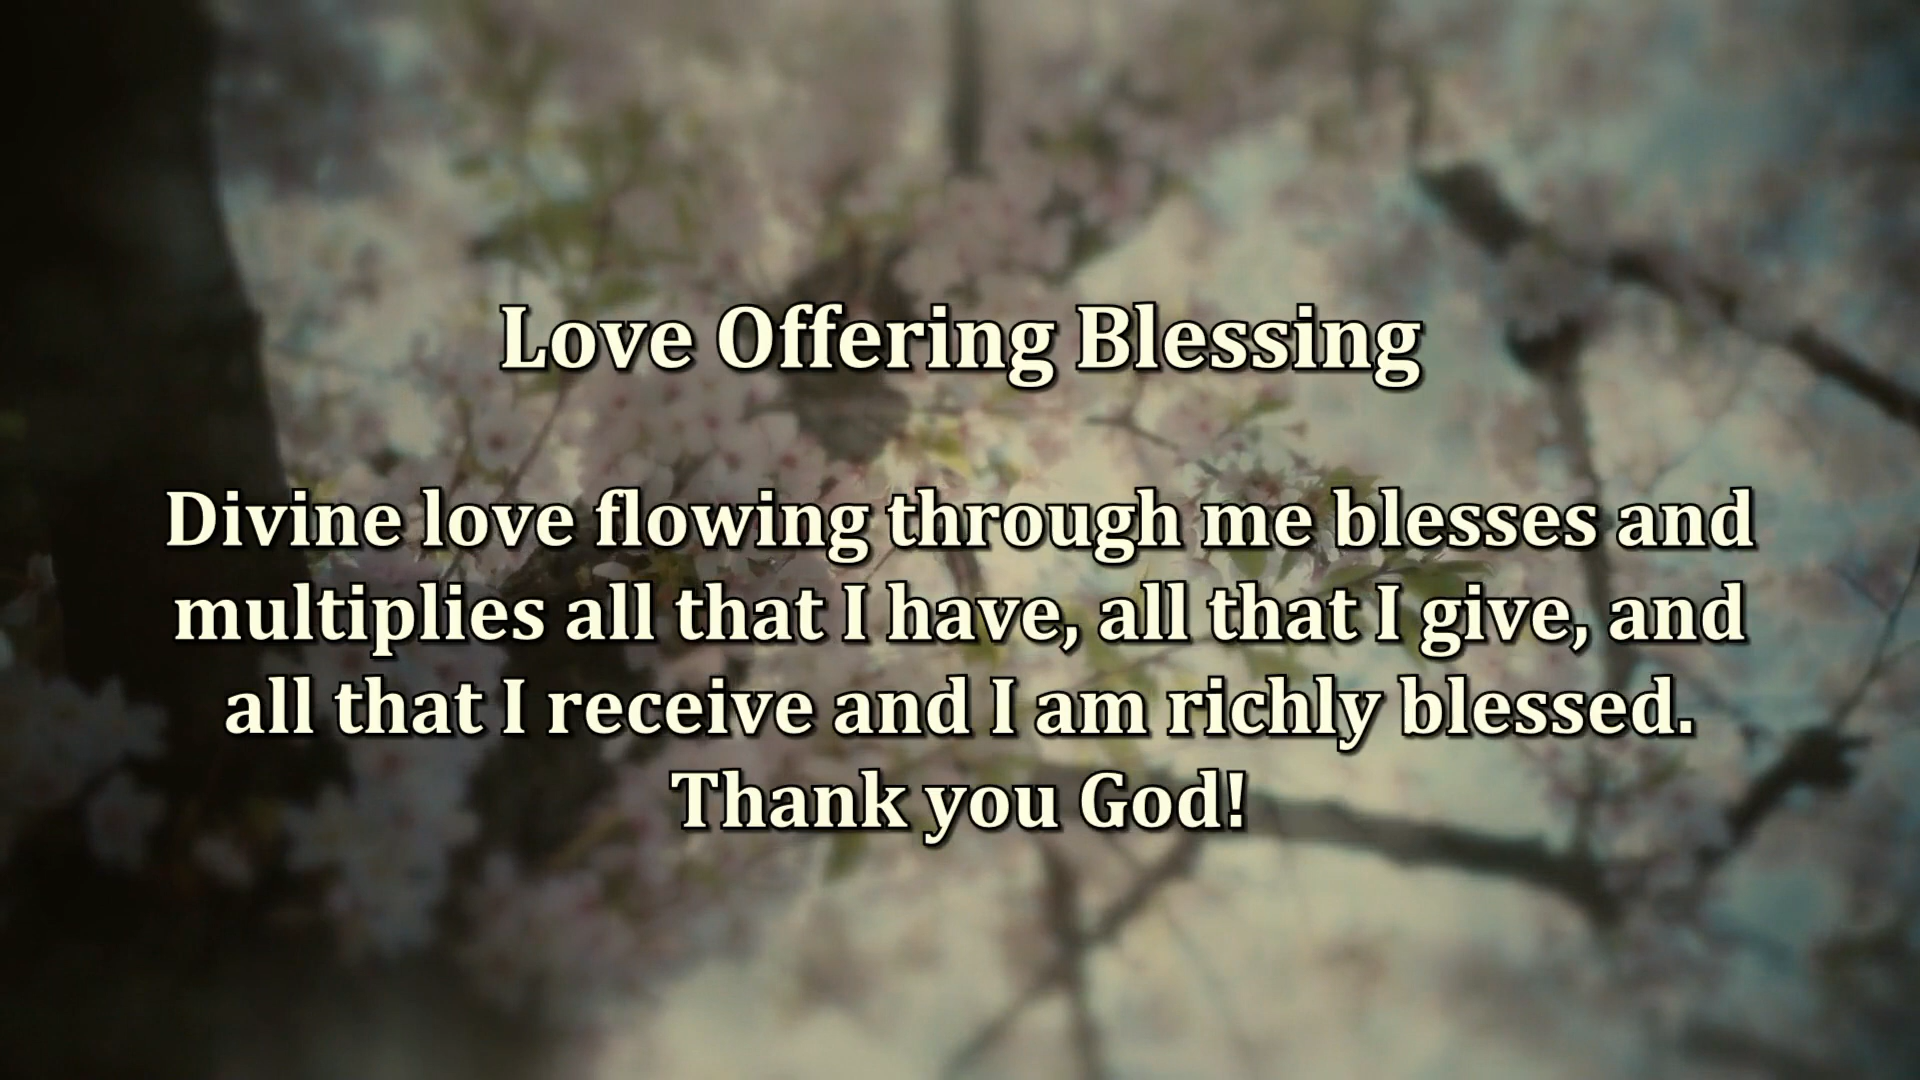 Love Offering Blessing
Divine love flowing through me blesses and
multiplies all that I have, all that I give, and
all that I receive and I am richly blessed.
Thank you God!